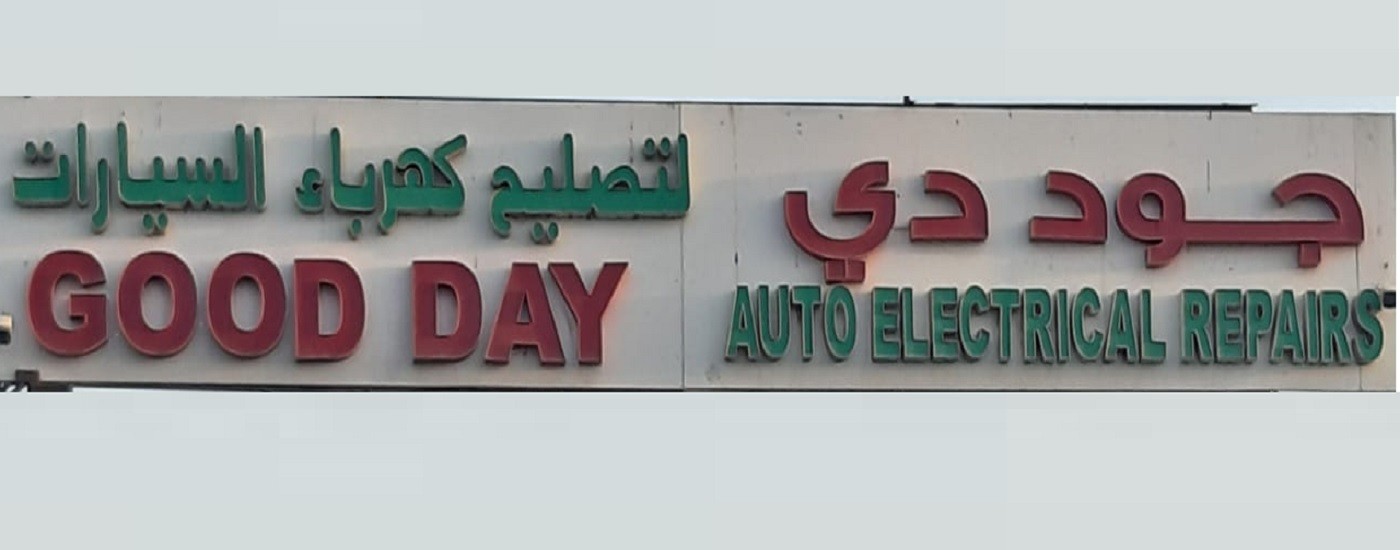 جود دي لتصليح كهرباء السيارات
GOOD DAY AUTO ELECTRICAL REPAIRS